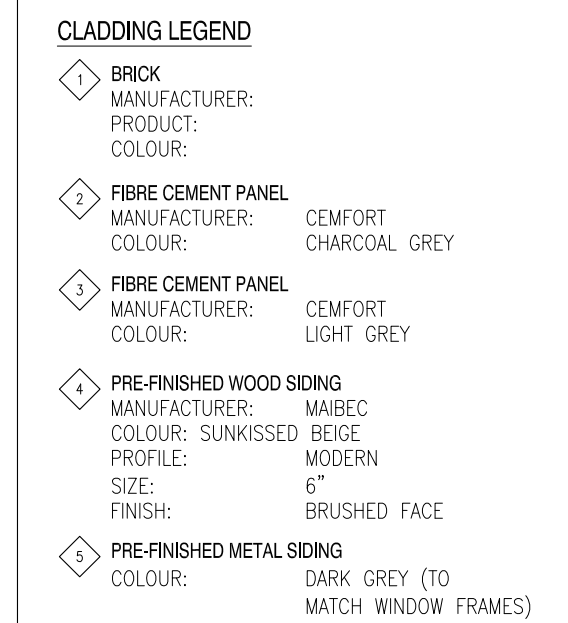 CLADDING LEGEND
1 BRICK
MANUFACTURER:
PRODUCT:
COLOUR:
2 FIBRE CEMENT PANEL
MANUFACTURER: CEMFORT
COLOUR: CHARCOAL GREY
3 FIBRE CEMENT PANEL
MANUFACTURER: CEMFORT
COLOUR: LIGHT GREY
4 PRE-FINISHED WOOD SIDING
MANUFACTURER: MAIBEC
COLOUR: SUNKISSED BEIGE
PROFILE: MODERN
SIZE: 6"
FINISH: BRUSHED FACE
5 PRE-FINISHED METAL SIDING
COLOUR: DARK GREY (TO
MATCH WINDOW FRAMES)